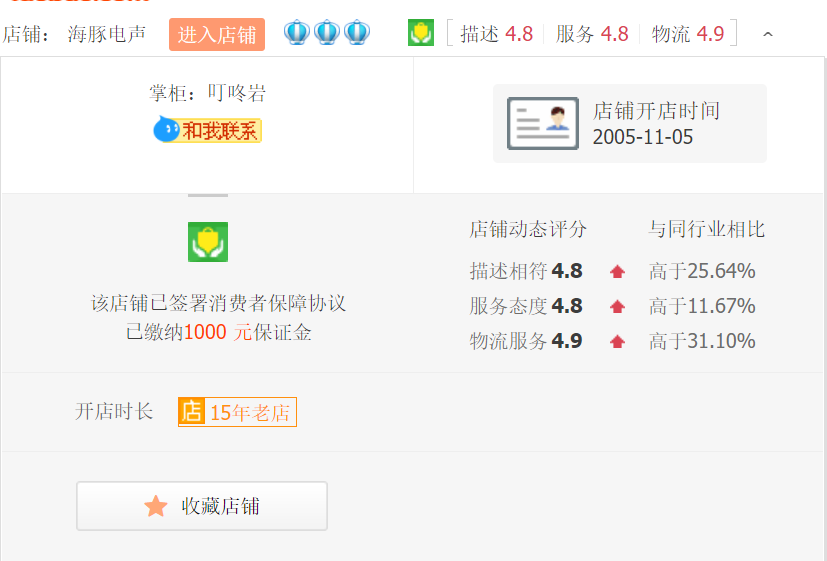 店铺： 海豚电声 进入店铺 描述 4.8 服务 4.8 物流 4.9
掌柜：叮咚岩
和我联系
店铺开店时间
2005-11-05
该店铺已签署消费者保障协议
已缴纳1000 元保证金
店铺动态评分 与同行业相比
描述相符 4.8 高于25.64%
服务态度 4.8 高于11.67%
物流服务 4.9 高于31.10%
开店时长 店 15年老店
收藏店铺